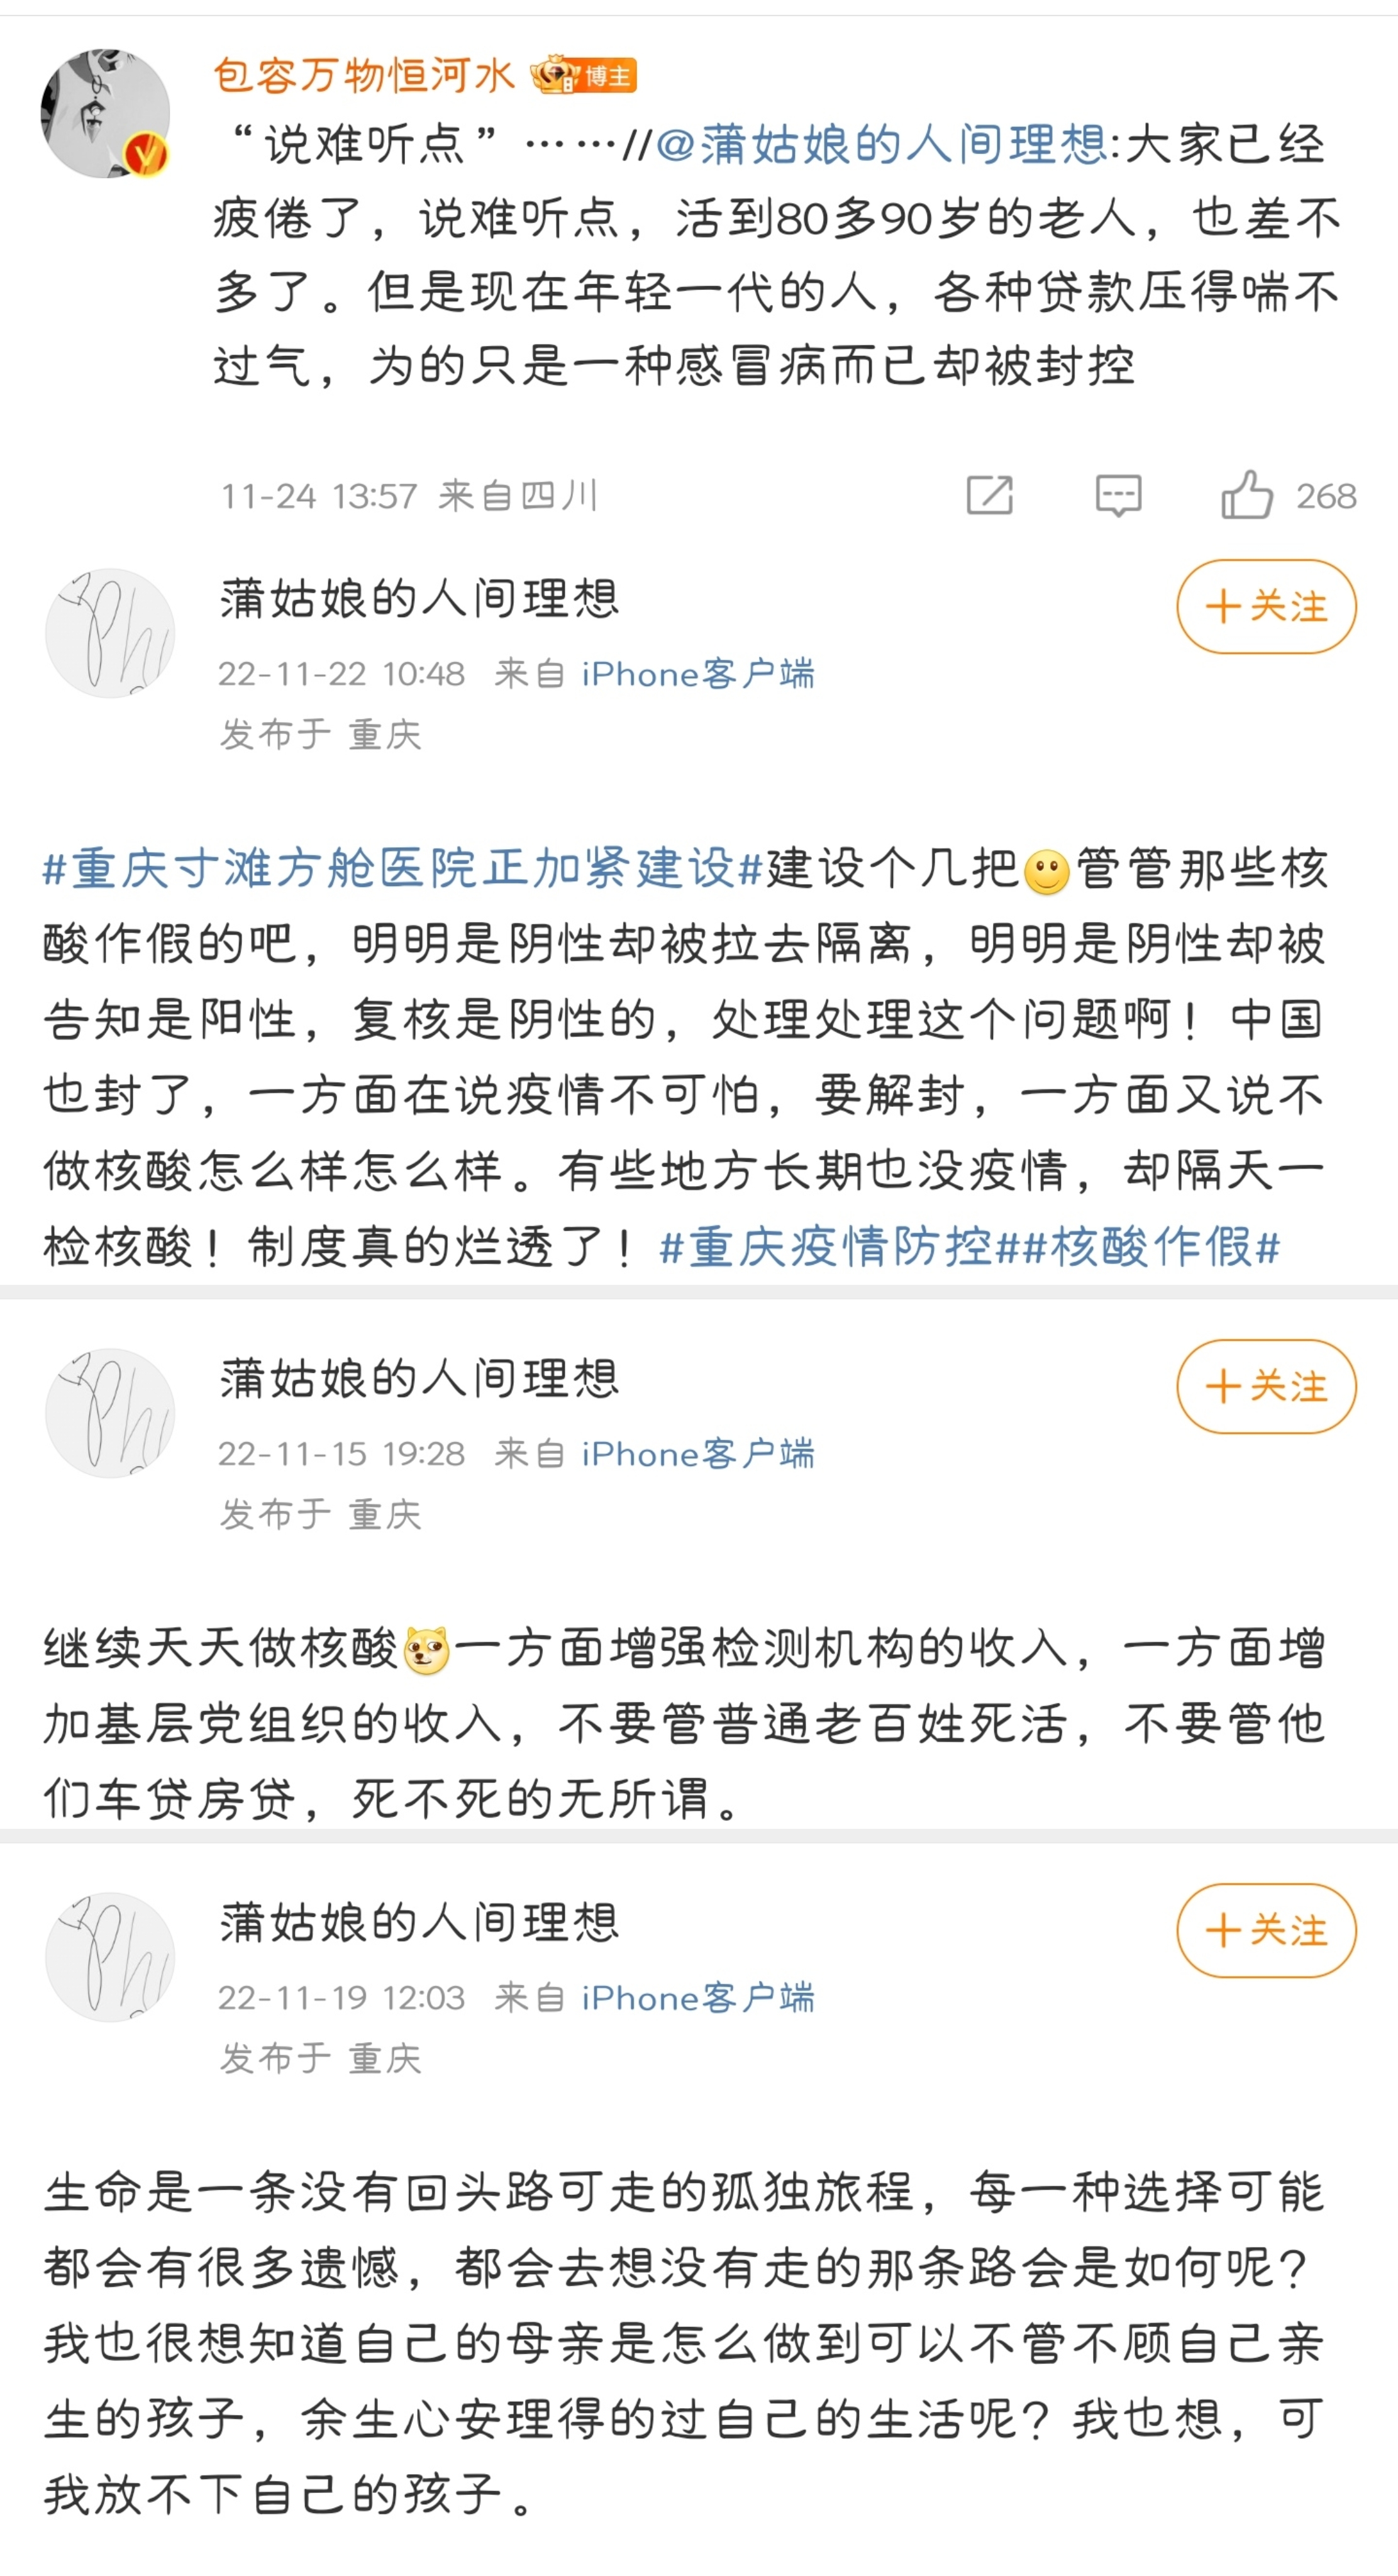 包容万物恒河水 博主
“说难听点”……//@蒲姑娘的人间理想:大家已经
疲倦了，说难听点，活到80多90岁的老人，也差不
多了。但是现在年轻一代的人，各种贷款压得喘不
过气，为的只是一种感冒病而已却被封控
11-24 13:57 来自四川 268
蒲姑娘的人间理想
+关注
22-11-22 10:48 来自 iPhone客户端
发布于 重庆
#重庆寸滩方舱医院正加紧建设#建设个几把管管那些核
酸作假的吧，明明是阴性却被拉去隔离，明明是阴性却被
告知是阳性，复核是阴性的，处理处理这个问题啊！中国
也封了，一方面在说疫情不可怕，要解封，一方面又说不
做核酸怎么样怎么样。有些地方长期也没疫情，却隔天一
检核酸！制度真的烂透了！#重庆疫情防控##核酸作假#
蒲姑娘的人间理想
+关注
22-11-15 19:28 来自 iPhone客户端
发布于 重庆
继续天天做核酸一方面增强检测机构的收入，一方面增
加基层党组织的收入，不要管普通老百姓死活，不要管他
们车贷房贷，死不死的无所谓。
蒲姑娘的人间理想
+关注
22-11-19 12:03 来自 iPhone客户端
发布于 重庆
生命是一条没有回头路可走的孤独旅程，每一种选择可能
都会有很多遗憾，都会去想没有走的那条路会是如何呢？
我也很想知道自己的母亲是怎么做到可以不管不顾自己亲
生的孩子，余生心安理得的过自己的生活呢？我也想，可
我放不下自己的孩子。